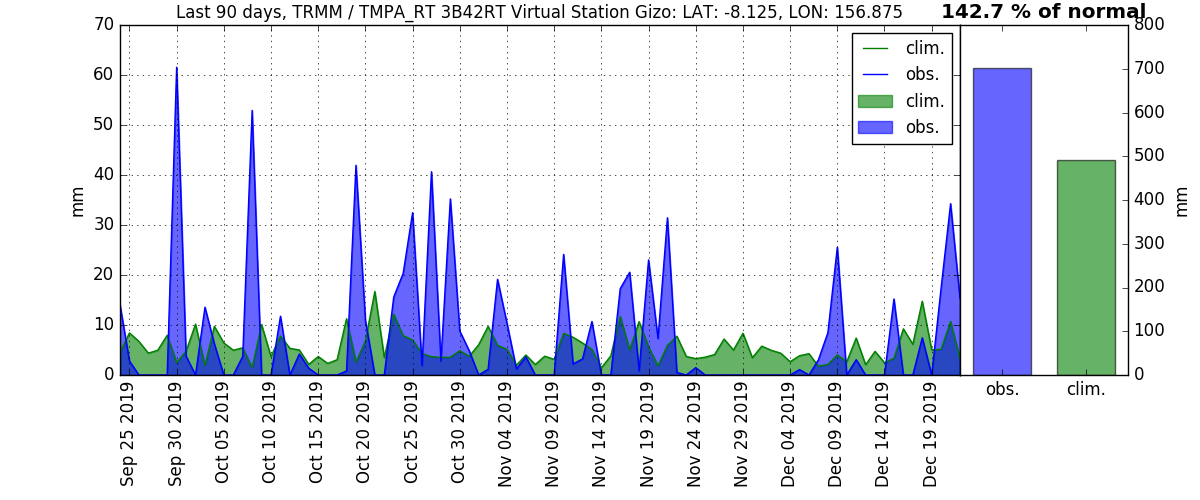 Last 90 days, TRMM / TMPA_RT 3B42RT Virtual Station Gizo: LAT: -8.125, LON: 156.875
142.7 % of normal
70
60
50
40
30
20
10
0
mm
clim.
obs.
clim.
obs.
800
700
600
500
400
300
200
100
0
mm
obs.
clim.
Sep 25 2019
Sep 30 2019
Oct 05 2019
Oct 10 2019
Oct 15 2019
Oct 20 2019
Oct 25 2019
Oct 30 2019
Nov 04 2019
Nov 09 2019
Nov 14 2019
Nov 19 2019
Nov 24 2019
Nov 29 2019
Dec 04 2019
Dec 09 2019
Dec 14 2019
Dec 19 2019